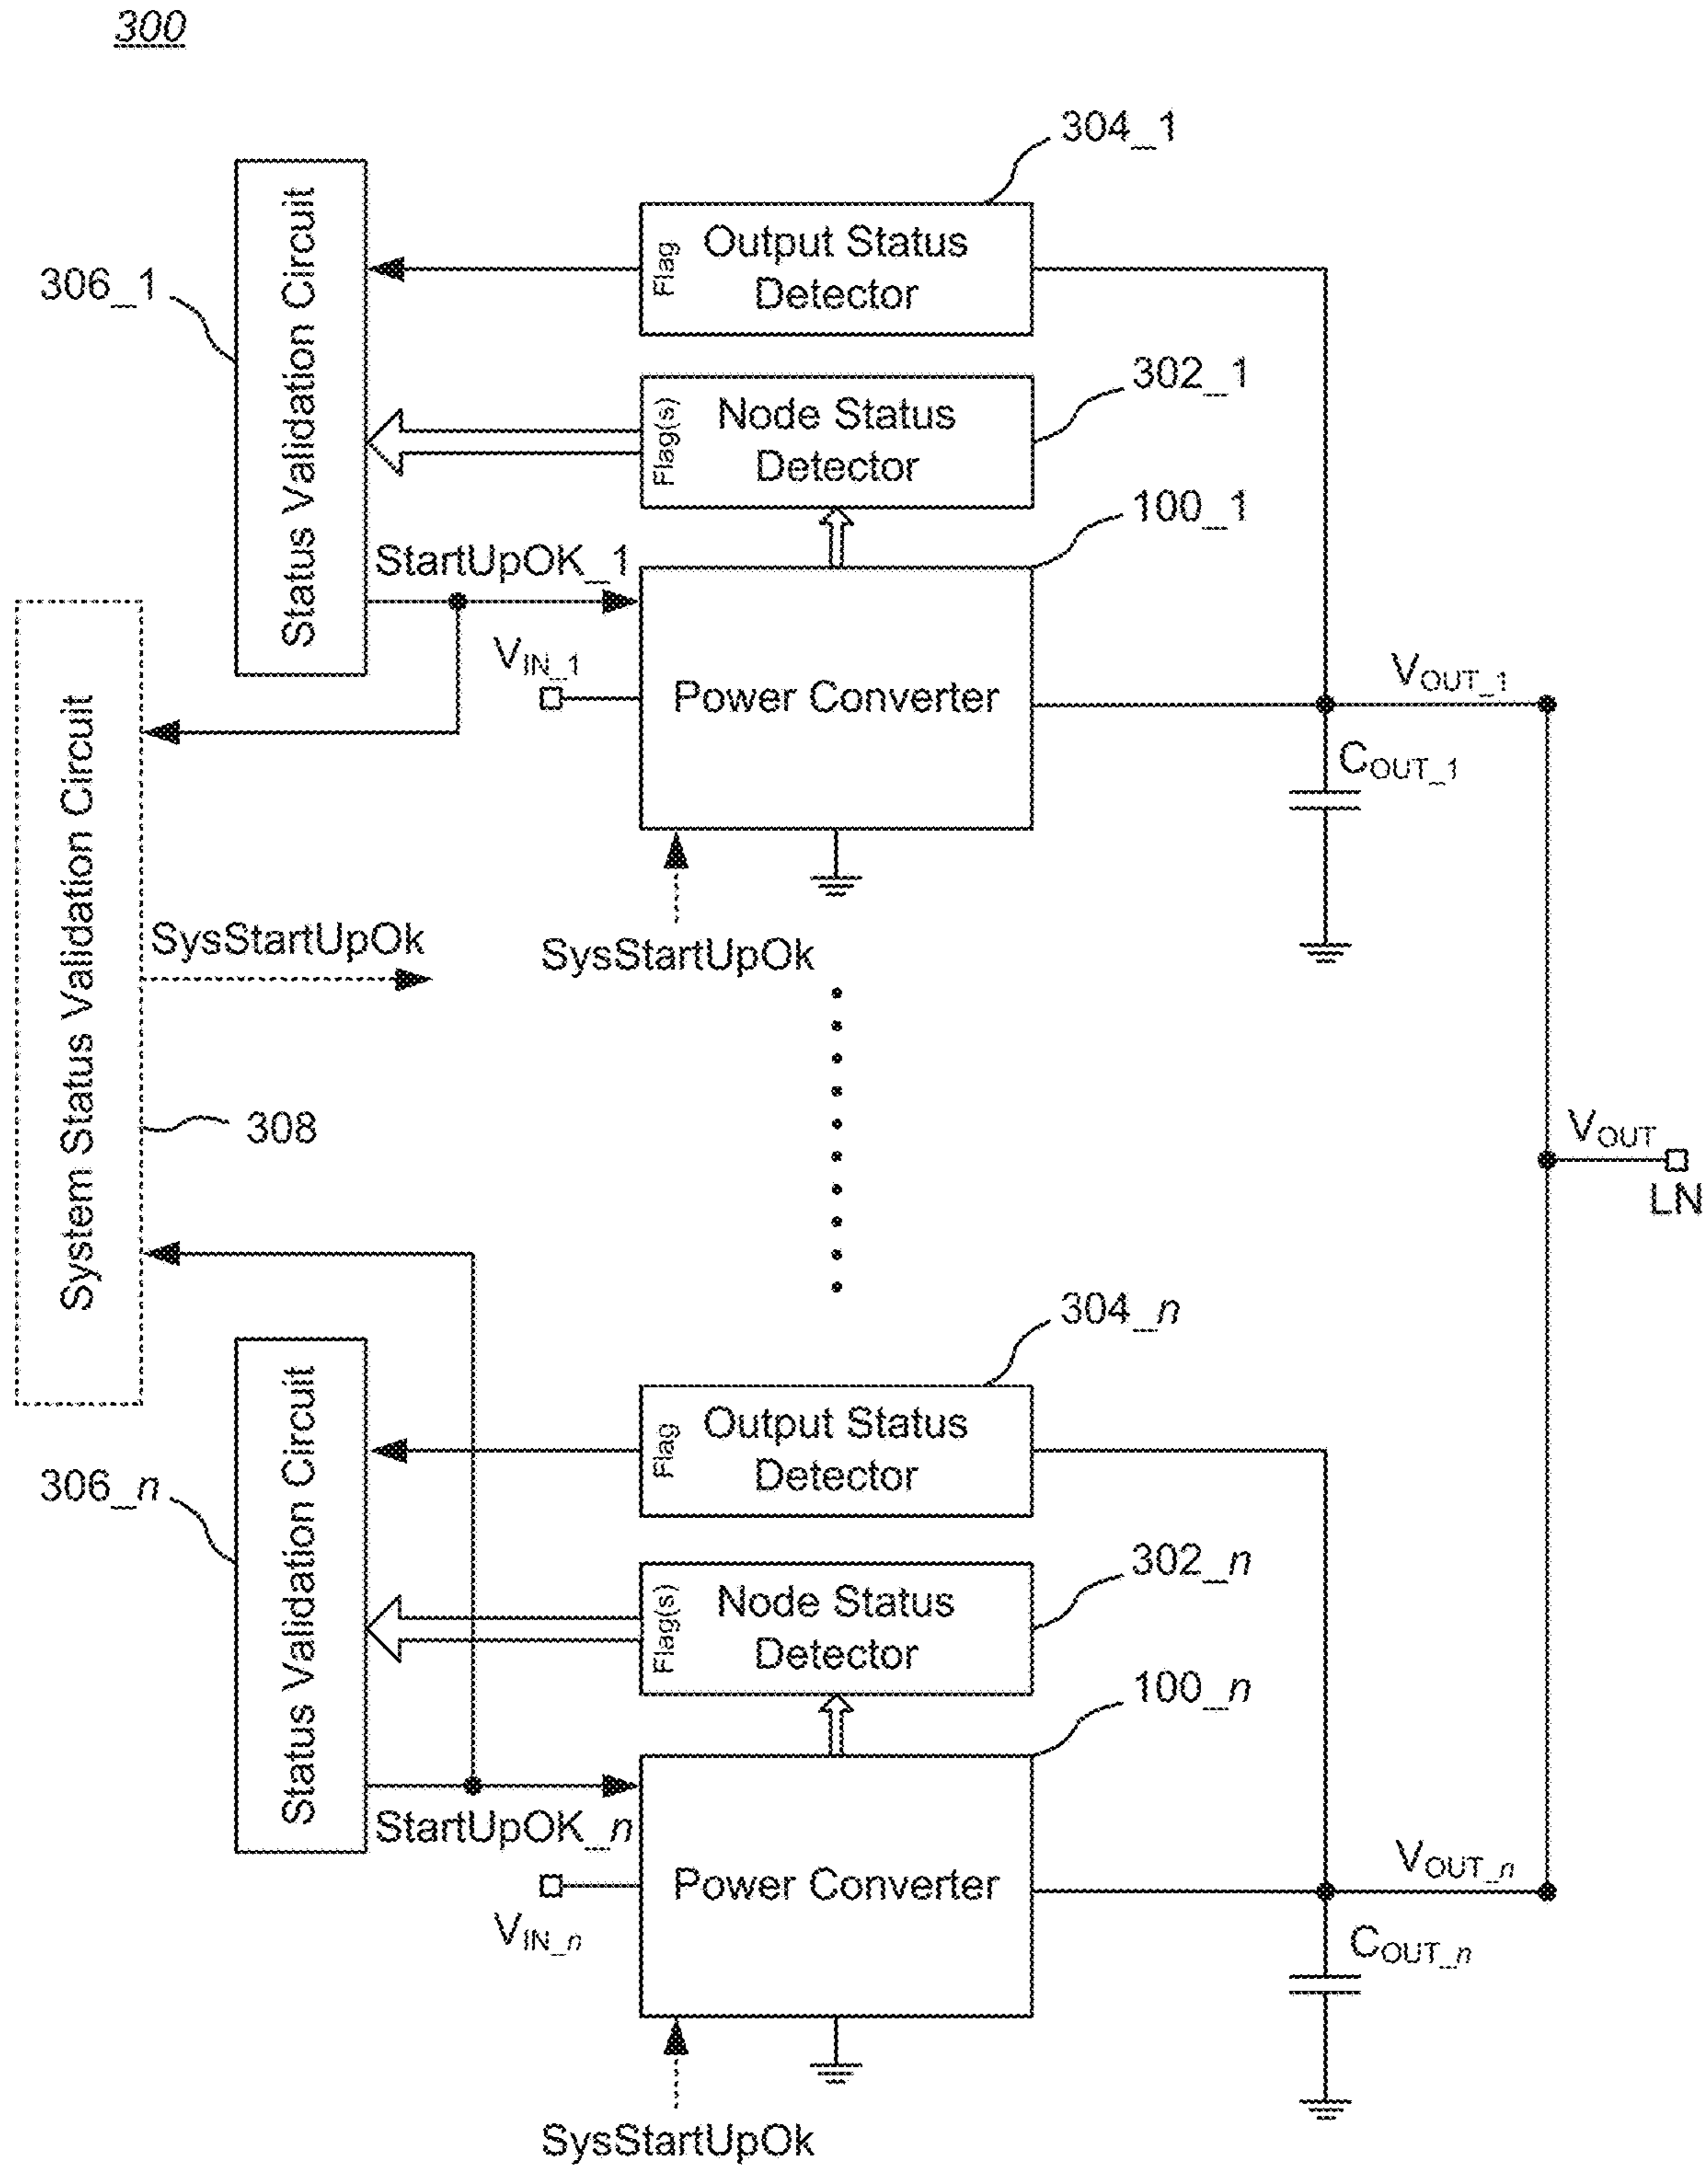 300
304_1
Output Status
Detector
Flag
306_1
Status Validation Circuit
302_1
Node Status
Detector
Flag(s)
100_1
StartUpOK_1
VIN_1
Power Converter
VOUT_1
COUT_1
SysStartUpOk
System Status Validation Circuit
SysStartUpOk
308
VOUT
LN
304_n
Output Status
Detector
Flag
306_n
Status Validation Circuit
302_n
Node Status
Detector
Flag(s)
100_n
StartUpOK_n
VIN_n
Power Converter
VOUT_n
COUT_n
SysStartUpOk